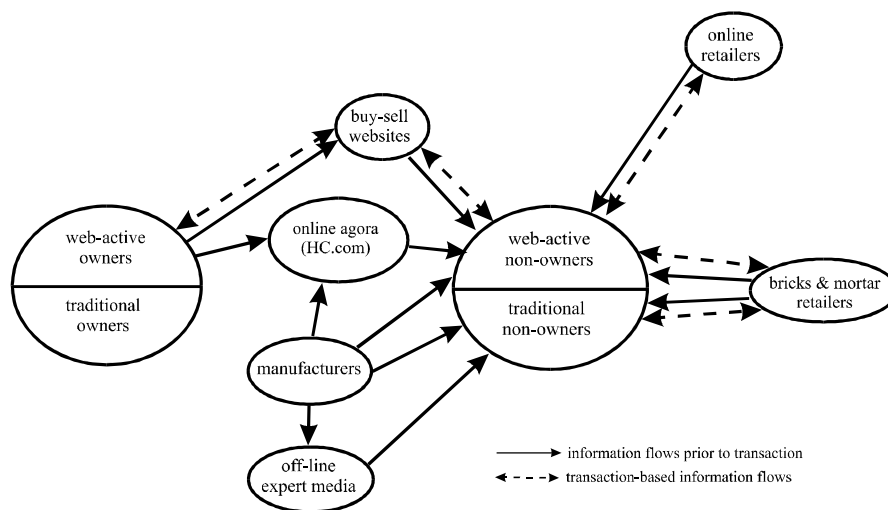 online
retailers
buy-sell
websites
web-active
owners
traditional
owners
online agora
(HC.com)
web-active
non-owners
traditional
non-owners
bricks & mortar
retailers
manufacturers
off-line
expert media
information flows prior to transaction
transaction-based information flows